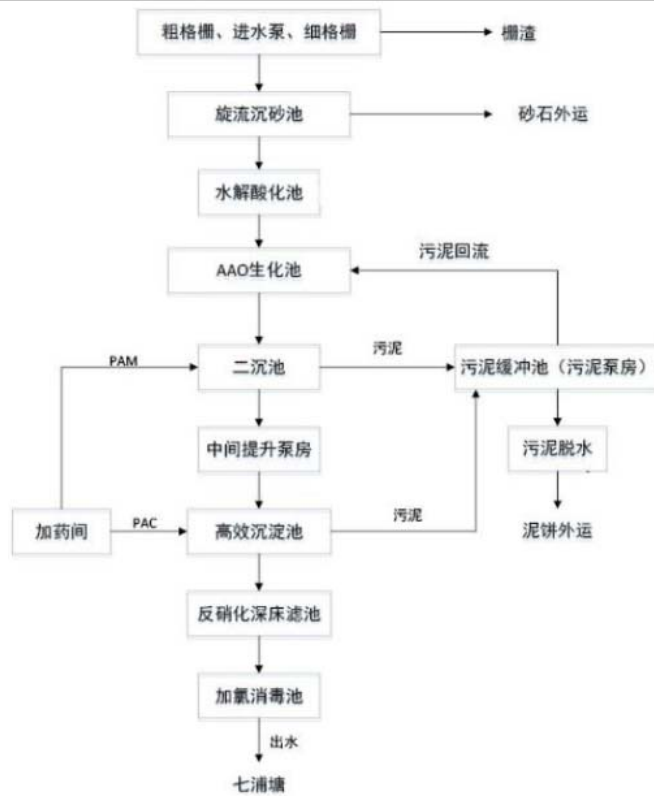 粗格栅、进水泵、细格栅
栅渣
旋流沉砂池
砂石外运
水解酸化池
污泥回流
AAO生化池
PAM
二沉池
污泥
污泥缓冲池（污泥泵房）
中间提升泵房
污泥脱水
加药间
PAC
高效沉淀池
污泥
泥饼外运
反硝化深床滤池
加氯消毒池
出水
七浦塘